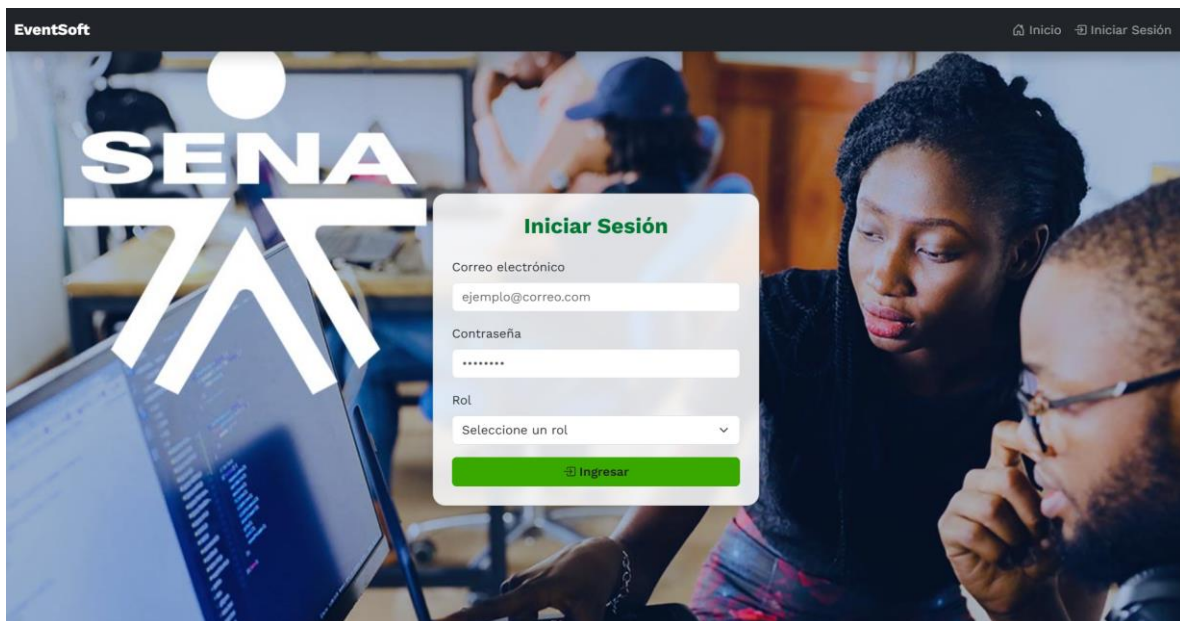 EventSoft
Inicio
Iniciar Sesión
SENA
Iniciar Sesión
Correo electrónico
ejemplo@correo.com
Contraseña
••••••••
Rol
Seleccione un rol
Ingresar